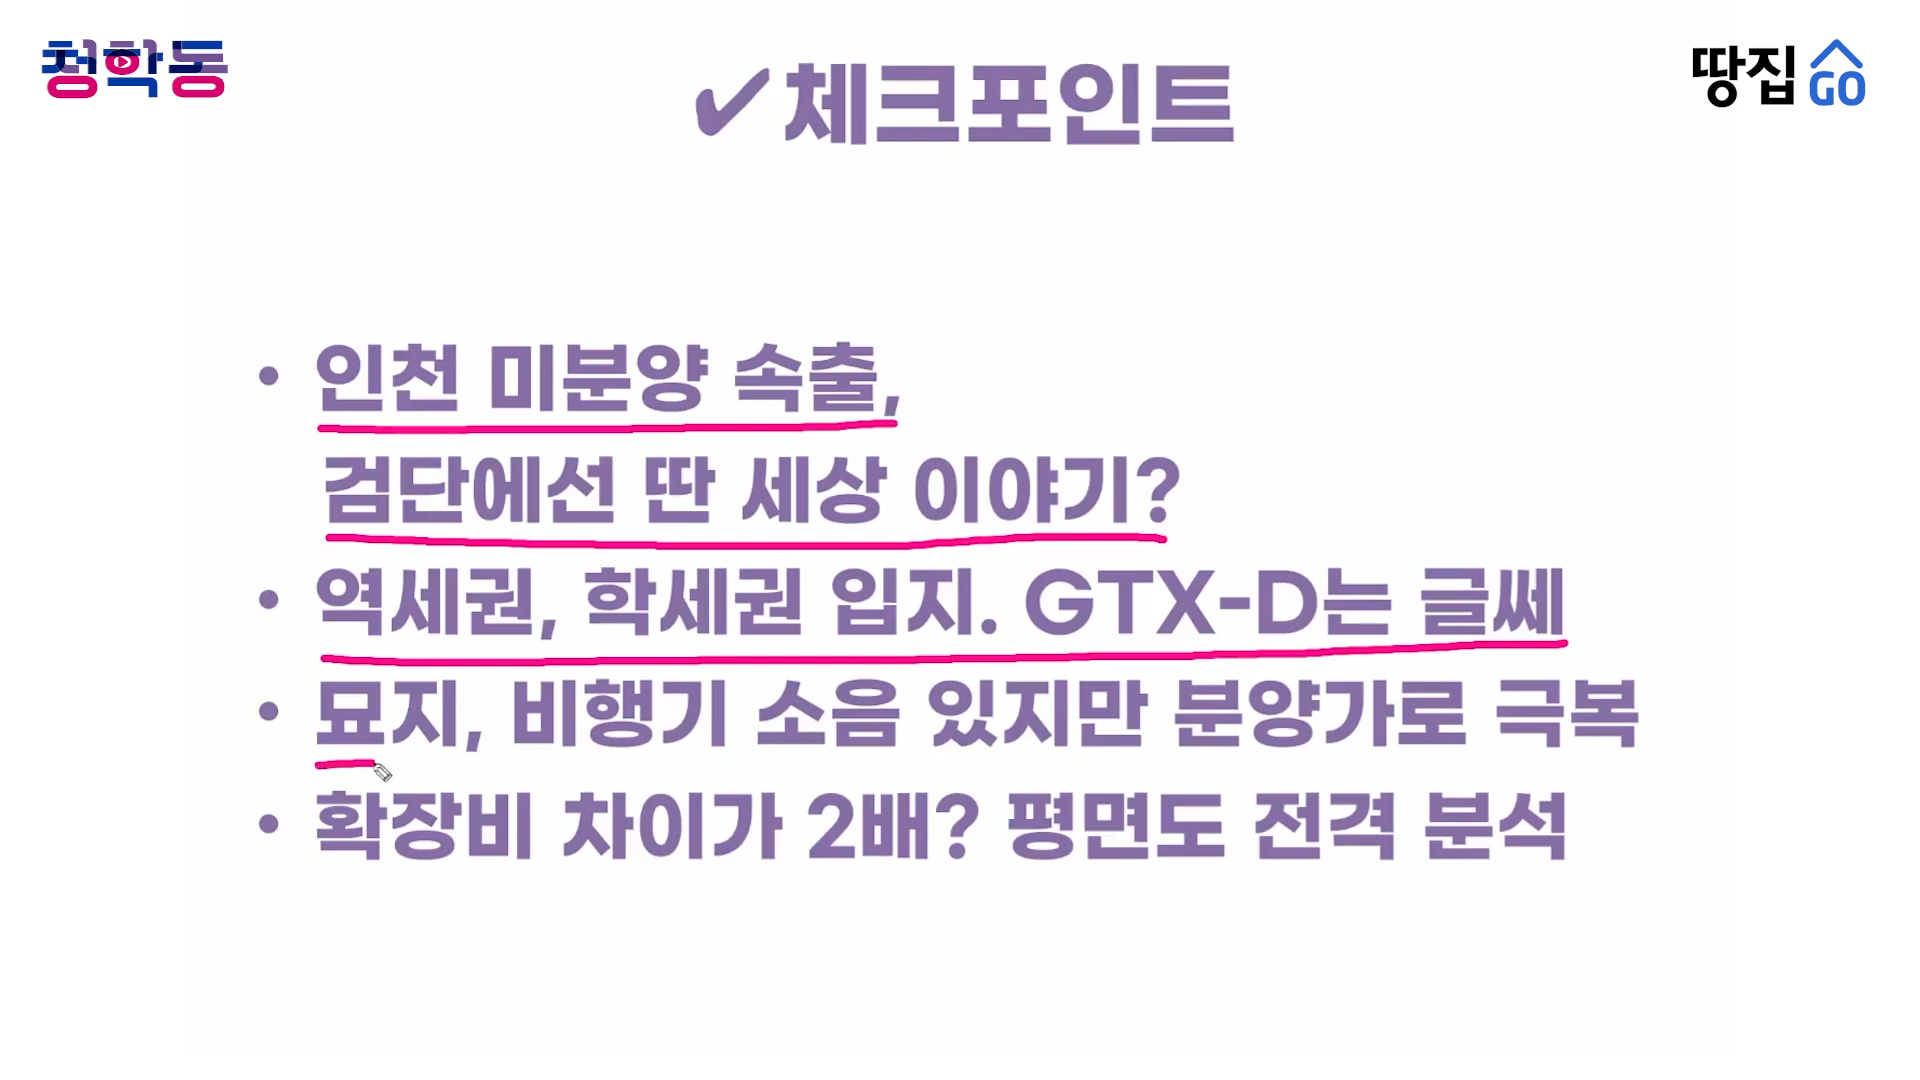 청학동
✔체크포인트
땅집GO
• 인천 미분양 속출,
검단에선 딴 세상 이야기?
• 역세권, 학세권 입지. GTX-D는 글쎄
• 묘지, 비행기 소음 있지만 분양가로 극복
• 확장비 차이가 2배? 평면도 전격 분석